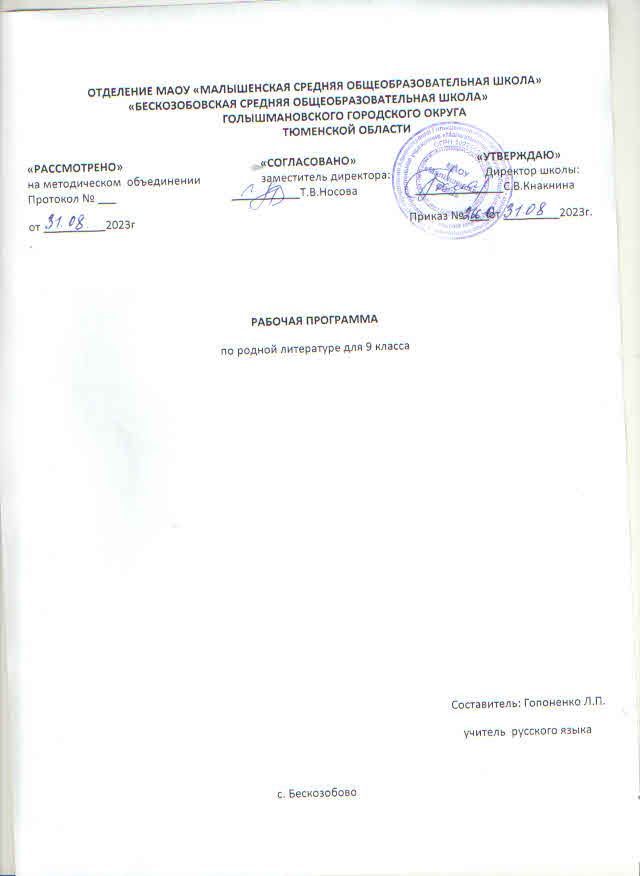 ОТДЕЛЕНИЕ МАОУ «МАЛЫШЕНСКАЯ СРЕДНЯЯ ОБЩЕОБРАЗОВАТЕЛЬНАЯ ШКОЛА»
«БЕСКОЗОБОВСКАЯ СРЕДНЯЯ ОБЩЕОБРАЗОВАТЕЛЬНАЯ ШКОЛА»
ГОЛЫШМАНОВСКОГО ГОРОДСКОГО ОКРУГА
ТЮМЕНСКОЙ ОБЛАСТИ
«РАССМОТРЕНО» «СОГЛАСОВАНО» «УТВЕРЖДАЮ»
на методическом объединении заместитель директора: Директор школы:
Протокол № ___ Т.В.Носова С.В.Кнакнина
от 31.08. 2023г Приказ № от 31.08 2023г.
МАОУ
РАБОЧАЯ ПРОГРАММА
по родной литературе для 9 класса
Составитель: Гопоненко Л.П.
учитель русского языка
с. Бескозобово